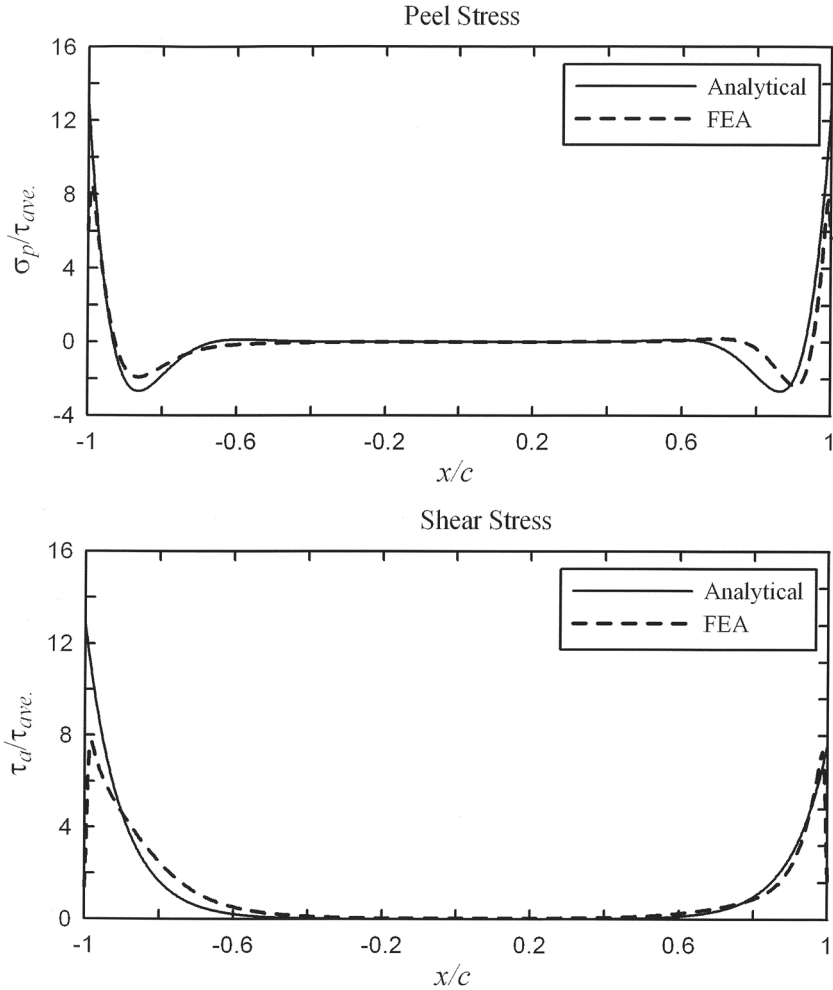 Peel Stress
16
12
8
4
0
-4
σp/τave.
Analytical
FEA
-1 -0.6 -0.2 0.2 0.6 1
x/c
Shear Stress
16
12
8
4
0
τa/τave.
Analytical
FEA
-1 -0.6 -0.2 0.2 0.6 1
x/c